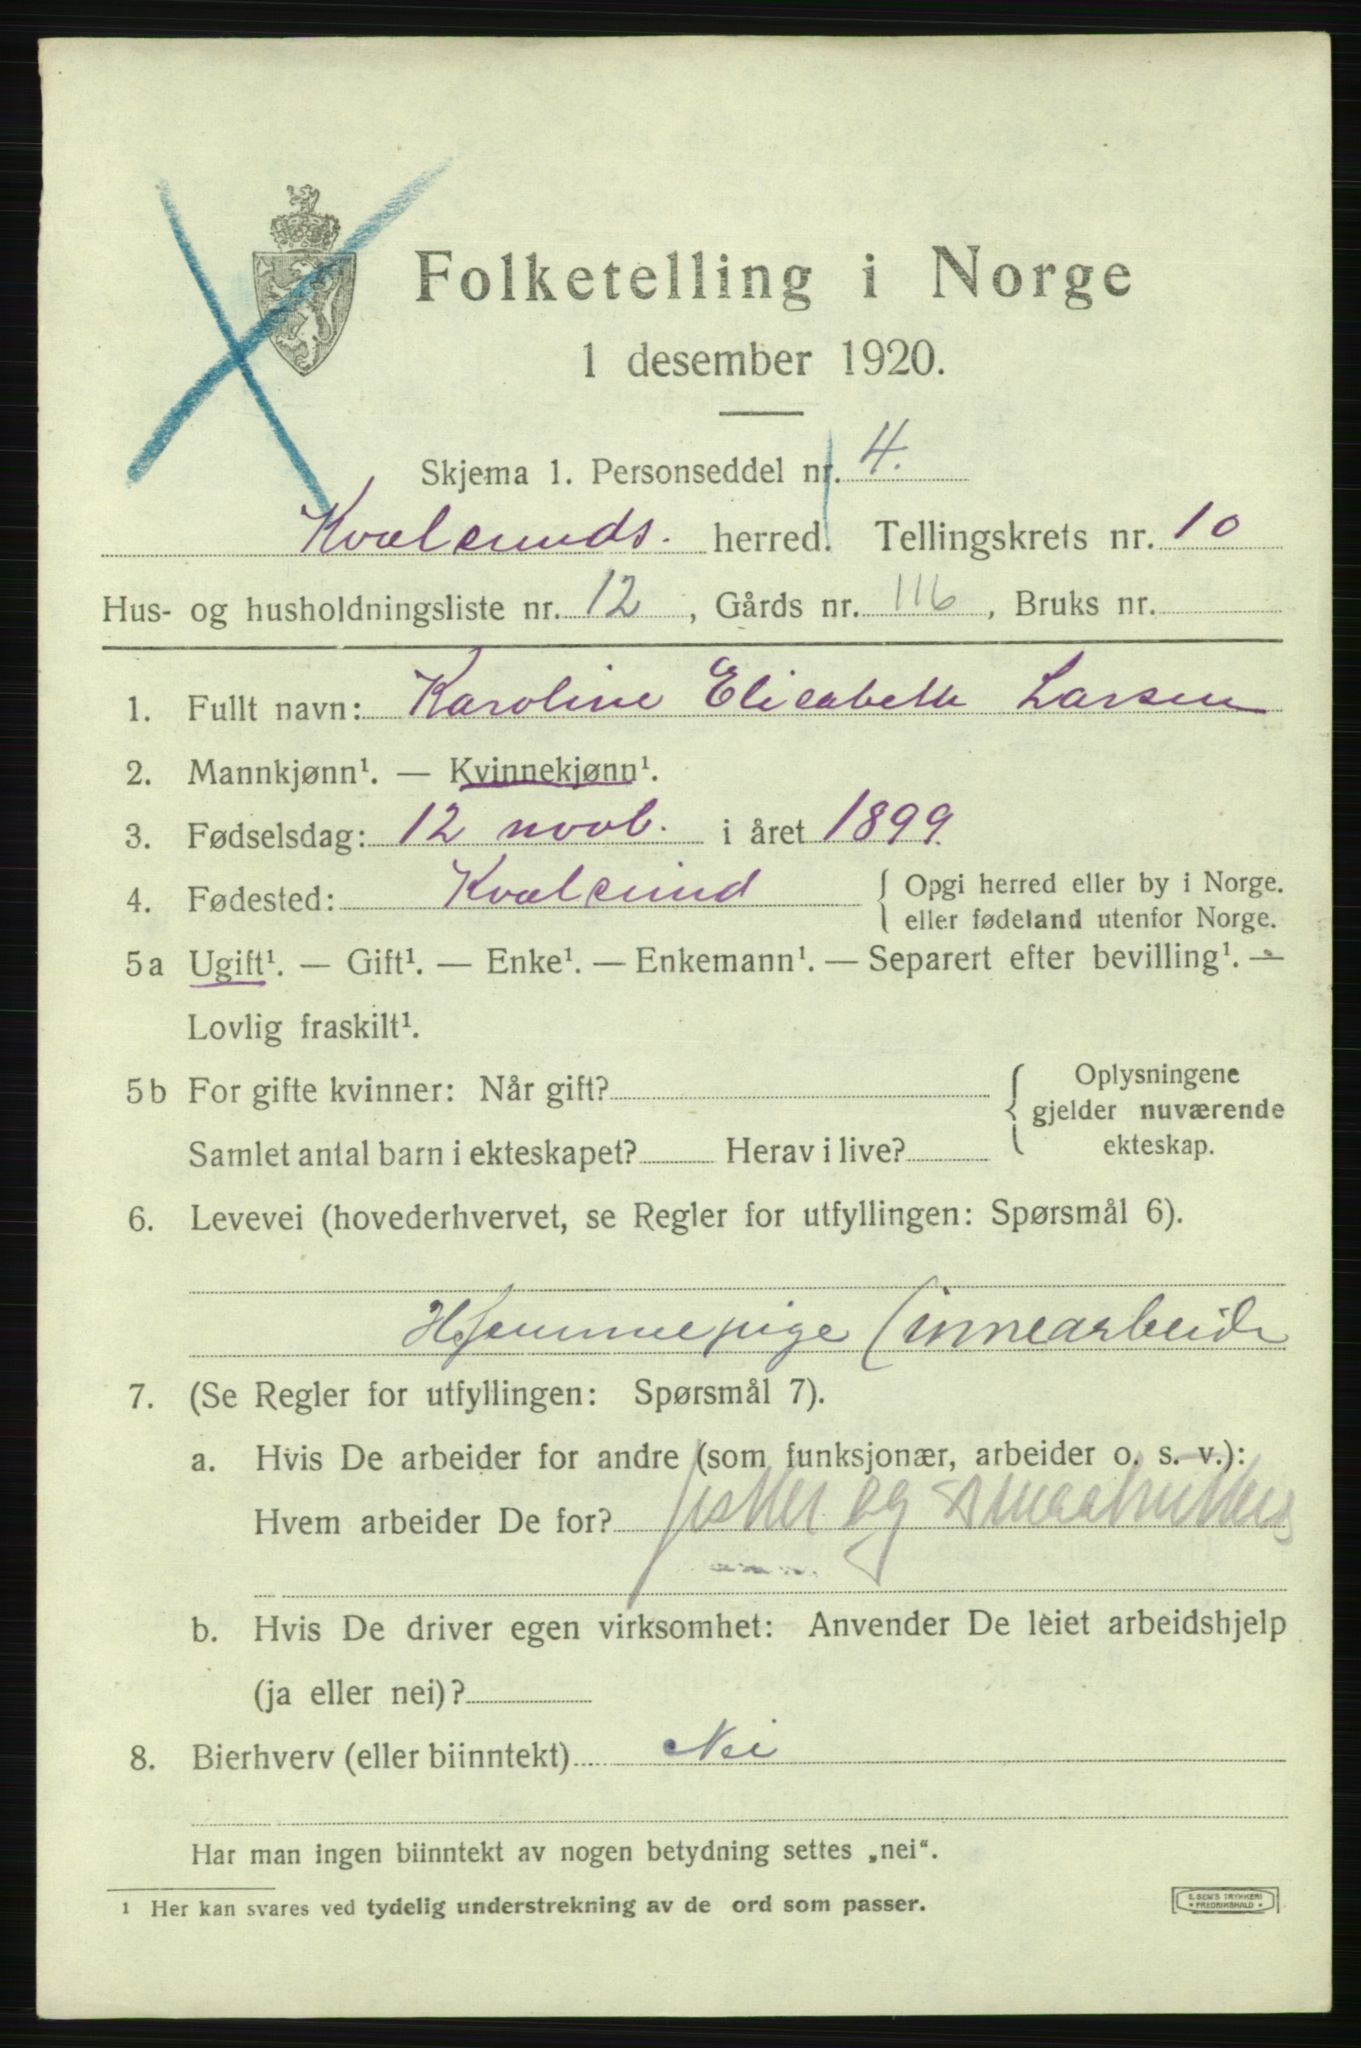 Folketelling i Norge
1 desember 1920.
Skjema 1. Personseddel nr. 4.
Kvalsunds. herred. Tellingskrets nr. 10
Hus- og husholdningsliste nr. 12, Gårds nr. 116, Bruks nr.
1. Fullt navn: Karoline Elisabeth Larsen
2. Mannkjønn¹. — Kvinnekjønn¹.
3. Fødselsdag: 12 novb. i året 1899.
4. Fødested: Kvalsund { Opgi herred eller by i Norge.
eller fødeland utenfor Norge.
5a Ugift¹. — Gift¹. — Enke¹. — Enkemann¹. — Separert efter bevilling¹. —
Lovlig fraskilt¹.
5b For gifte kvinner: Når gift? { Oplysningene
gjelder nuværende
Samlet antal barn i ekteskapet? Herav i live? ekteskap.
6. Levevei (hovederhvervet, se Regler for utfyllingen: Spørsmål 6).
Hjemmepige (innearbeide
7. (Se Regler for utfyllingen: Spørsmål 7).
a. Hvis De arbeider for andre (som funksjonær, arbeider o. s. v.):
Hvem arbeider De for? fisker og smaabruker
b. Hvis De driver egen virksomhet: Anvender De leiet arbeidshjelp
(ja eller nei)?
8. Bierhverv (eller biinntekt) Nei
Har man ingen biinntekt av nogen betydning settes „nei“.
¹ Her kan svares ved tydelig understrekning av de ord som passer.
E. SEM'S TRYKKERI
* FREDRIKSHALD *